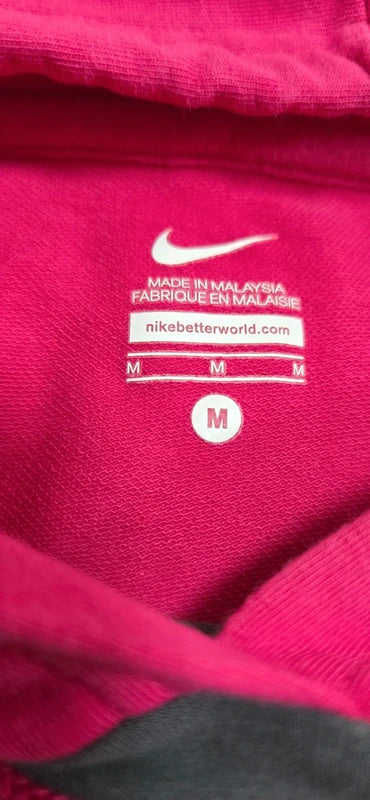 MADE IN MALAYSIA
FABRIQUE EN MALAISIE
nikebetterworld.com
M M M
M